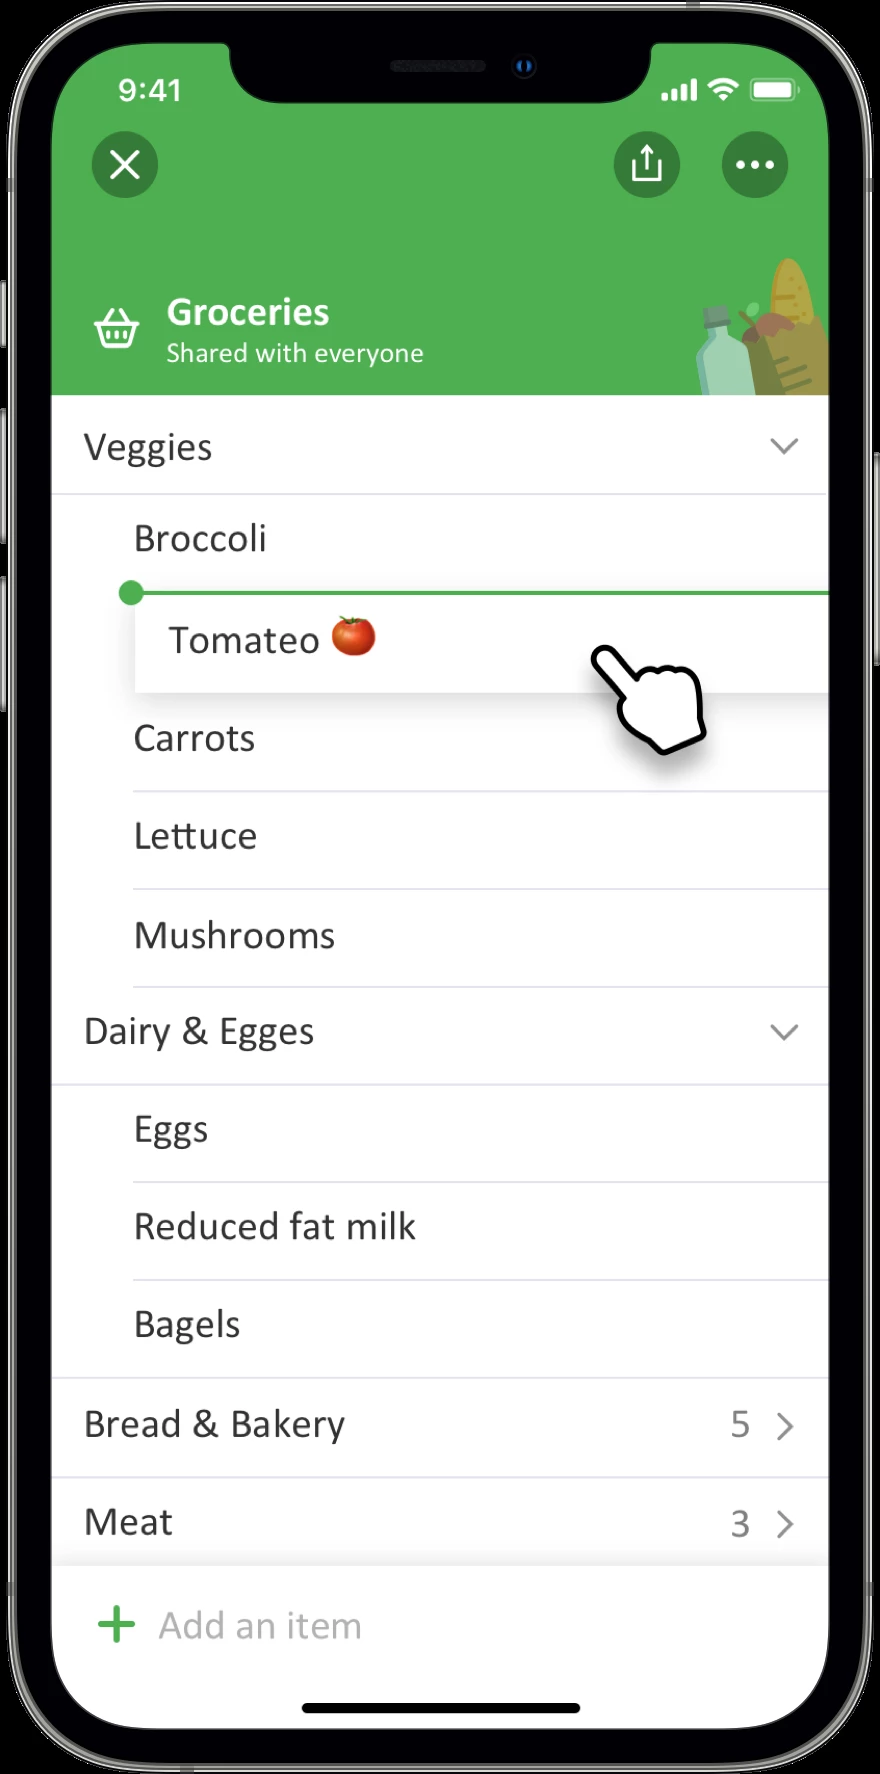 9:41
Groceries
Shared with everyone
Veggies
Broccoli
Tomateo 🍅
Carrots
Lettuce
Mushrooms
Dairy & Egges
Eggs
Reduced fat milk
Bagels
Bread & Bakery 5
Meat 3
Add an item